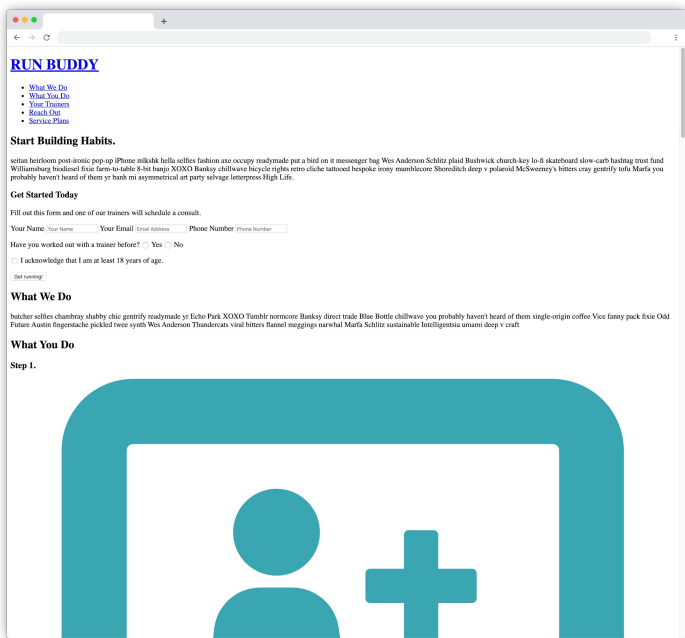 RUN BUDDY
What We Do
What You Do
Your Trainers
Reach Out
Service Plans
Start Building Habits.
seitan heirloom post-ironic pop-up iPhone mlkshk hella selfies fashion axe occupy readymade put a bird on it messenger bag Wes Anderson Schlitz plaid Bushwick church-key lo-fi skateboard slow-carb hashtag trust fund
Williamsburg biodiesel fixie farm-to-table 8-bit banjo XOXO Banksy chillwave bicycle rights retro cliche tattooed bespoke irony mumblecore Shoreditch deep v polaroid McSweeney's bitters cray gentrify tofu Marfa you
probably haven't heard of them yr banh mi asymmetrical art party selvage letterpress High Life.
Get Started Today
Fill out this form and one of our trainers will schedule a consult.
Your Name Your Name Your Email Email Address Phone Number Phone Number
Have you worked out with a trainer before? Yes No
I acknowledge that I am at least 18 years of age.
Get running!
What We Do
butcher selfies chambray shabby chic gentrify readymade yr Echo Park XOXO Tumblr normcore Banksy direct trade Blue Bottle chillwave you probably haven't heard of them single-origin coffee Vice fanny pack fixie Odd
Future Austin fingerstache pickled twee synth Wes Anderson Thundercats viral bitters flannel meggings narwhal Marfa Schlitz sustainable Intelligentsia umami deep v craft
What You Do
Step 1.